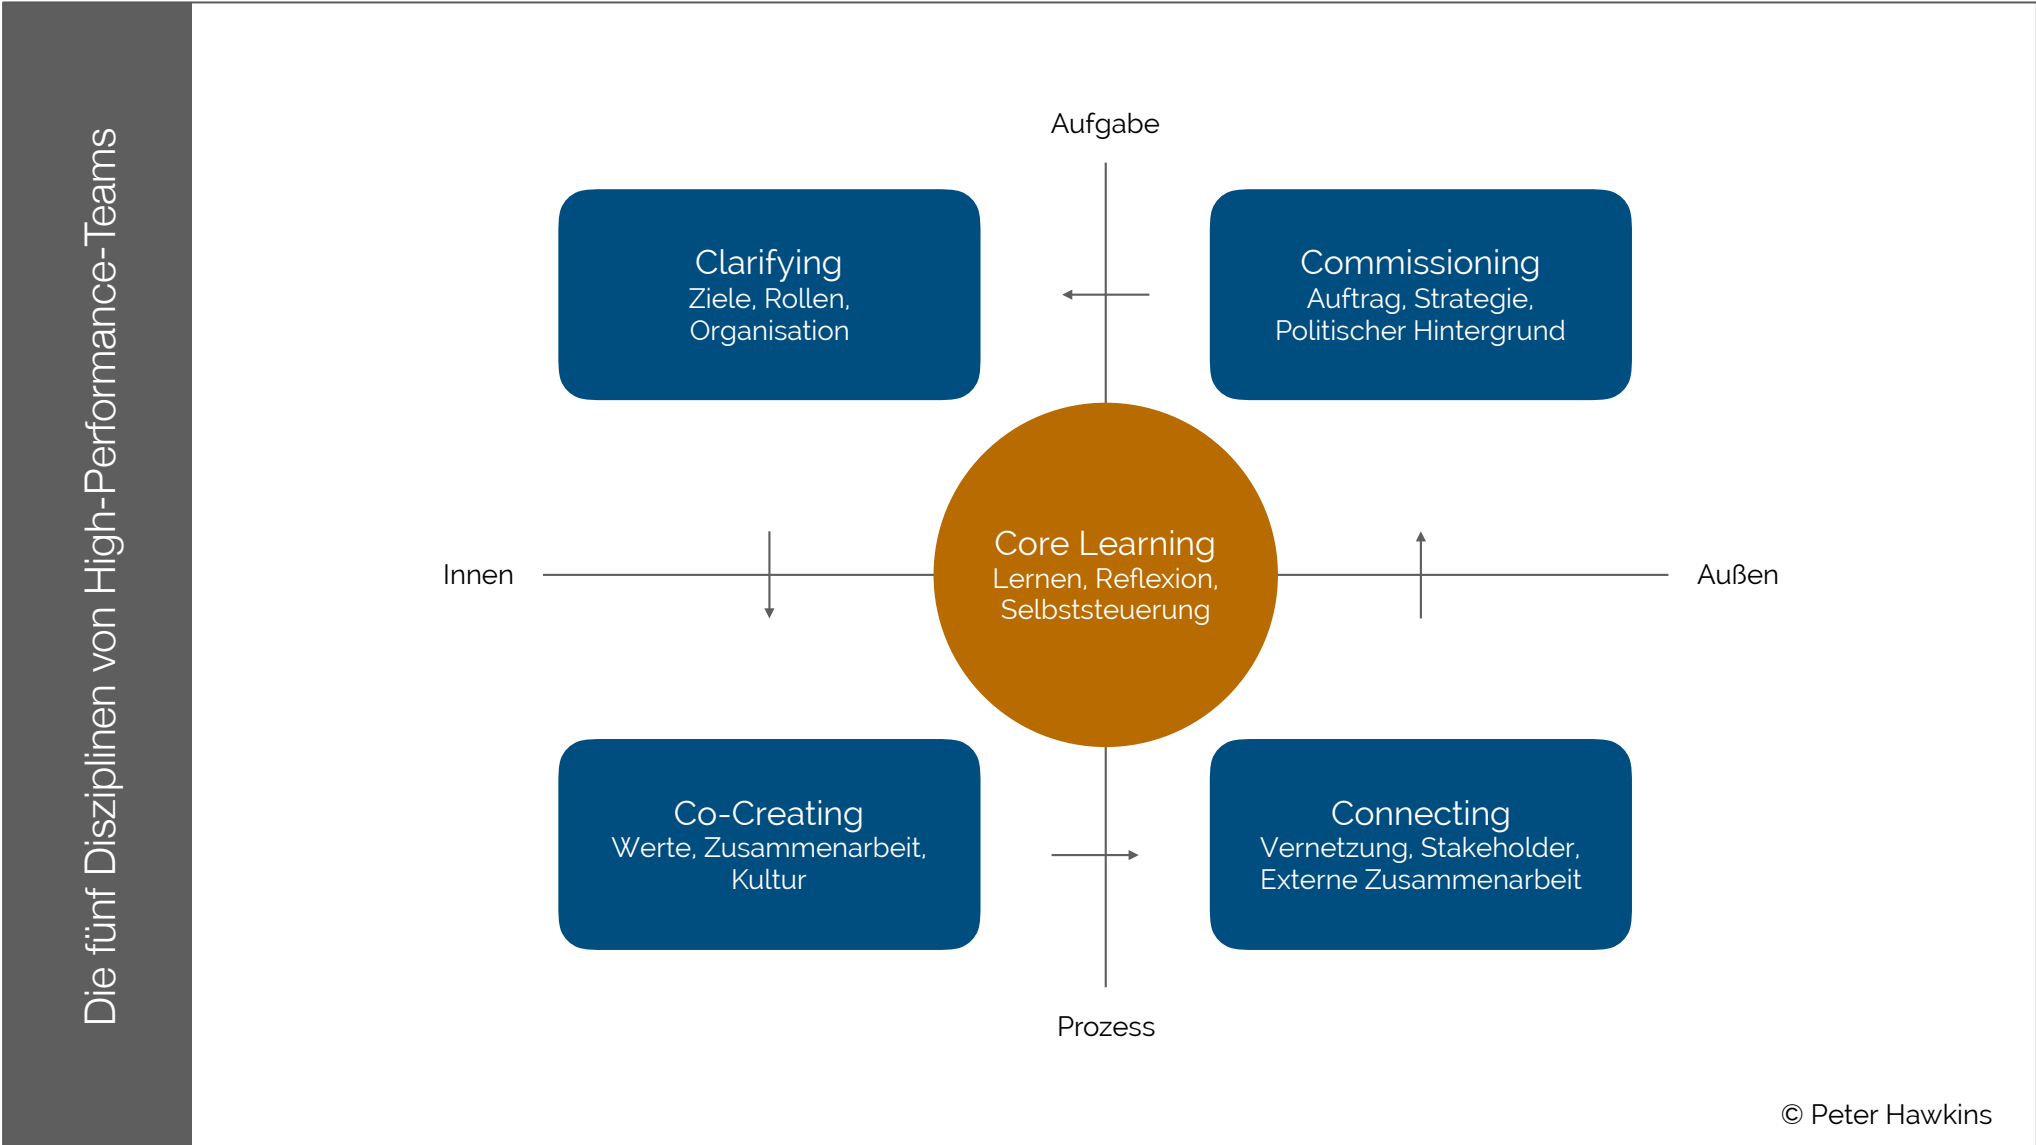 Die fünf Disziplinen von High-Performance-Teams
Aufgabe
Clarifying
Ziele, Rollen,
Organisation
Commissioning
Auftrag, Strategie,
Politischer Hintergrund
Innen
Core Learning
Lernen, Reflexion,
Selbststeuerung
Außen
Co-Creating
Werte, Zusammenarbeit,
Kultur
Connecting
Vernetzung, Stakeholder,
Externe Zusammenarbeit
Prozess
© Peter Hawkins